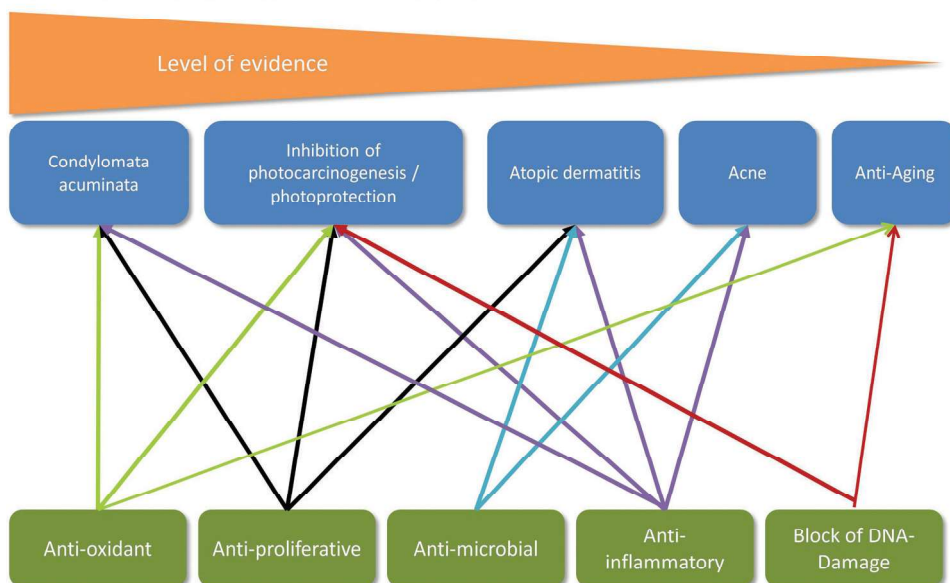 Level of evidence
Condylomata
acuminata
Inhibition of
photocarcinogenesis /
photoprotection
Atopic dermatitis
Acne
Anti-Aging
Anti-oxidant
Anti-proliferative
Anti-microbial
Anti-
inflammatory
Block of DNA-
Damage